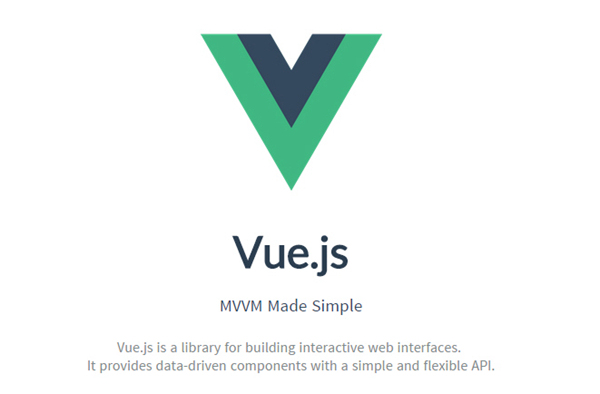 Vue.js
MVVM Made Simple
Vue.js is a library for building interactive web interfaces.
It provides data-driven components with a simple and flexible API.